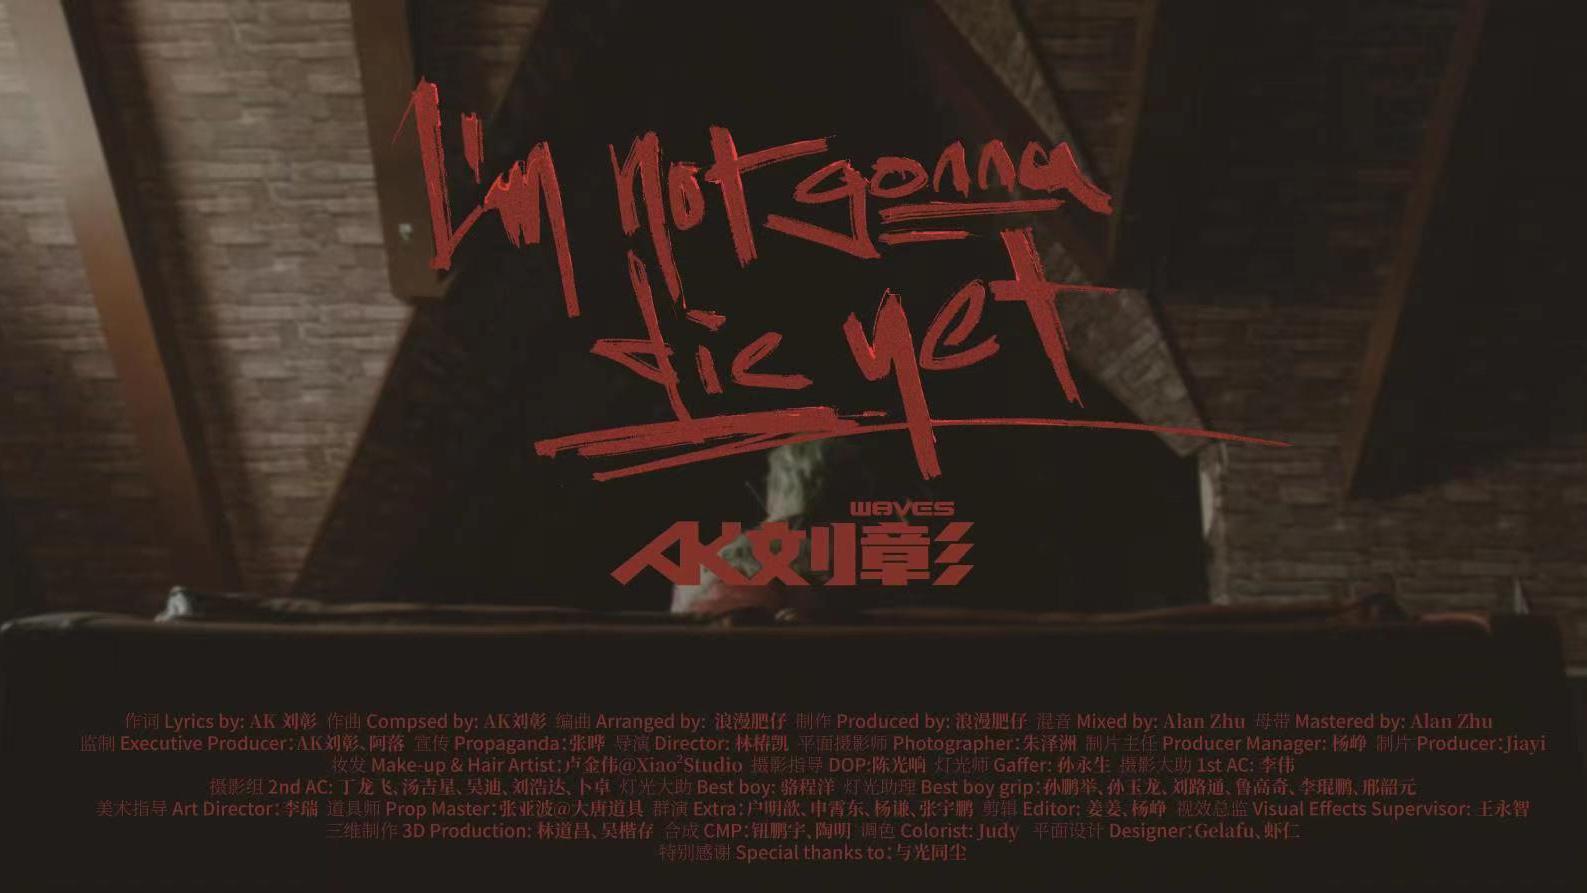 I'm not gonna
die yet
WAVES
AK刘彰
作词 Lyrics by: AK 刘彰 作曲 Compsed by: AK刘彰 编曲 Arranged by: 浪漫肥仔 制作 Produced by: 浪漫肥仔 混音 Mixed by: Alan Zhu 母带 Mastered by: Alan Zhu
监制 Executive Producer:AK刘彰、阿落 宣传 Propaganda:张晔 导演 Director: 林椿凯 平面摄影师 Photographer:朱泽洲 制片主任 Producer Manager: 杨峥 制片 Producer:Jiayi
妆发 Make-up & Hair Artist:卢金伟@Xiao²Studio 摄影指导 DOP:陈光响 灯光师 Gaffer: 孙永生 摄影大助 1st AC: 李伟
摄影组 2nd AC: 丁龙飞、汤吉星、吴迪、刘浩达、卜卓 灯光大助 Best boy: 骆程洋 灯光助理 Best boy grip:孙鹏举、孙玉龙、刘路通、鲁高奇、李琨鹏、邢韶元
美术指导 Art Director:李瑞 道具师 Prop Master:张亚波@大唐道具 群演 Extra:户明歆、申霄东、杨谦、张宇鹏 剪辑 Editor: 姜姜、杨峥 视效总监 Visual Effects Supervisor: 王永智
三维制作 3D Production: 林道昌、吴楷存 合成 CMP:钮鹏宇、陶明 调色 Colorist: Judy 平面设计 Designer:Gelafu、虾仁
特别感谢 Special thanks to:与光同尘